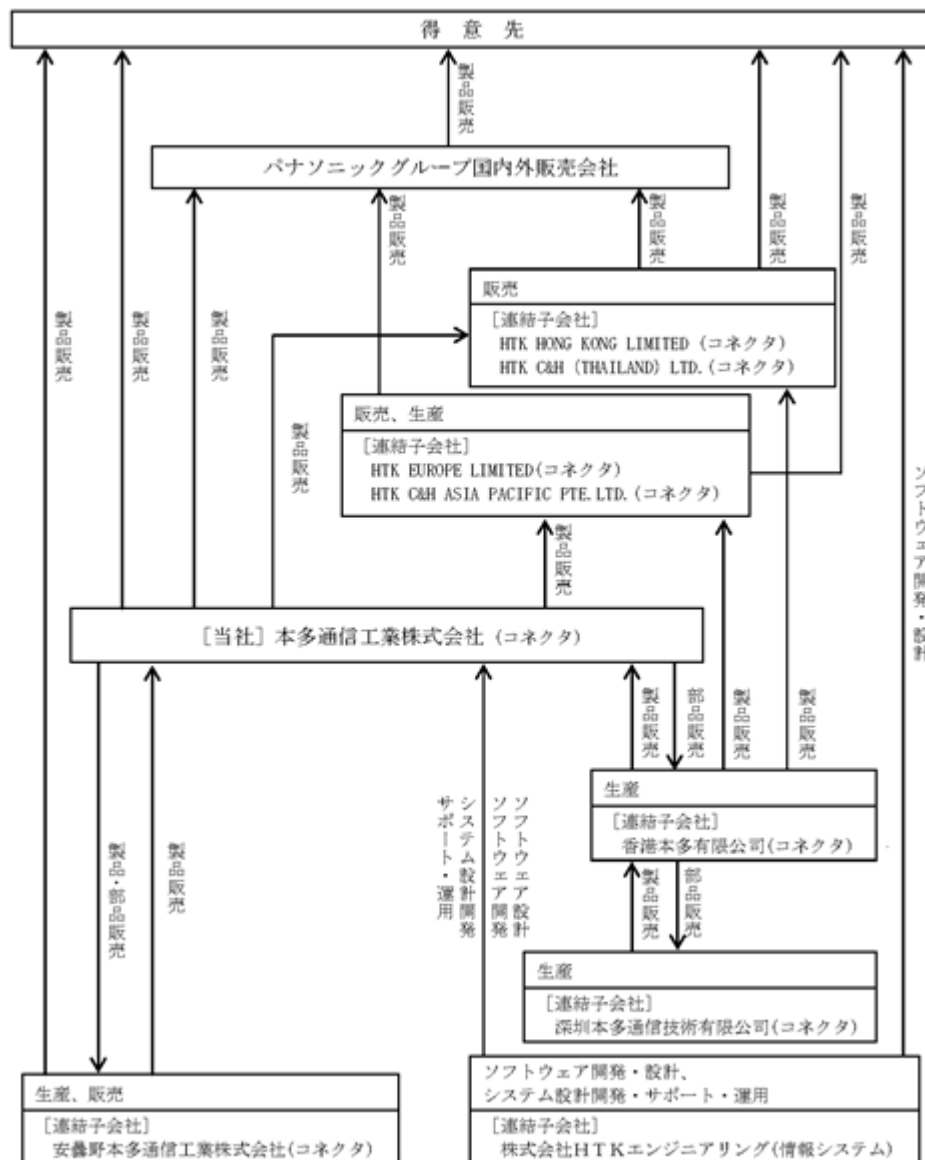 得意先
製品販売
パナソニックグループ国内外販売会社
製品販売
製品販売
製品販売
製品販売
販売
[連結子会社]
HTK HONG KONG LIMITED (コネクタ)
HTK C&H (THAILAND) LTD. (コネクタ)
製品販売
製品販売
製品販売
製品販売
販売、生産
[連結子会社]
HTK EUROPE LIMITED(コネクタ)
HTK C&H ASIA PACIFIC PTE.LTD. (コネクタ)
ソフトウェア開発・設計
製品販売
[当社] 本多通信工業株式会社 (コネクタ)
製品販売
部品販売
製品販売
製品販売
生産
[連結子会社]
香港本多有限公司(コネクタ)
ソフトウェア設計
ソフトウェア開発
システム設計開発
サポート・運用
製品・部品販売
製品販売
製品販売
部品販売
生産
[連結子会社]
深圳本多通信技術有限公司(コネクタ)
生産、販売
[連結子会社]
安曇野本多通信工業株式会社(コネクタ)
ソフトウェア開発・設計、
システム設計開発・サポート・運用
[連結子会社]
株式会社HTKエンジニアリング(情報システム)